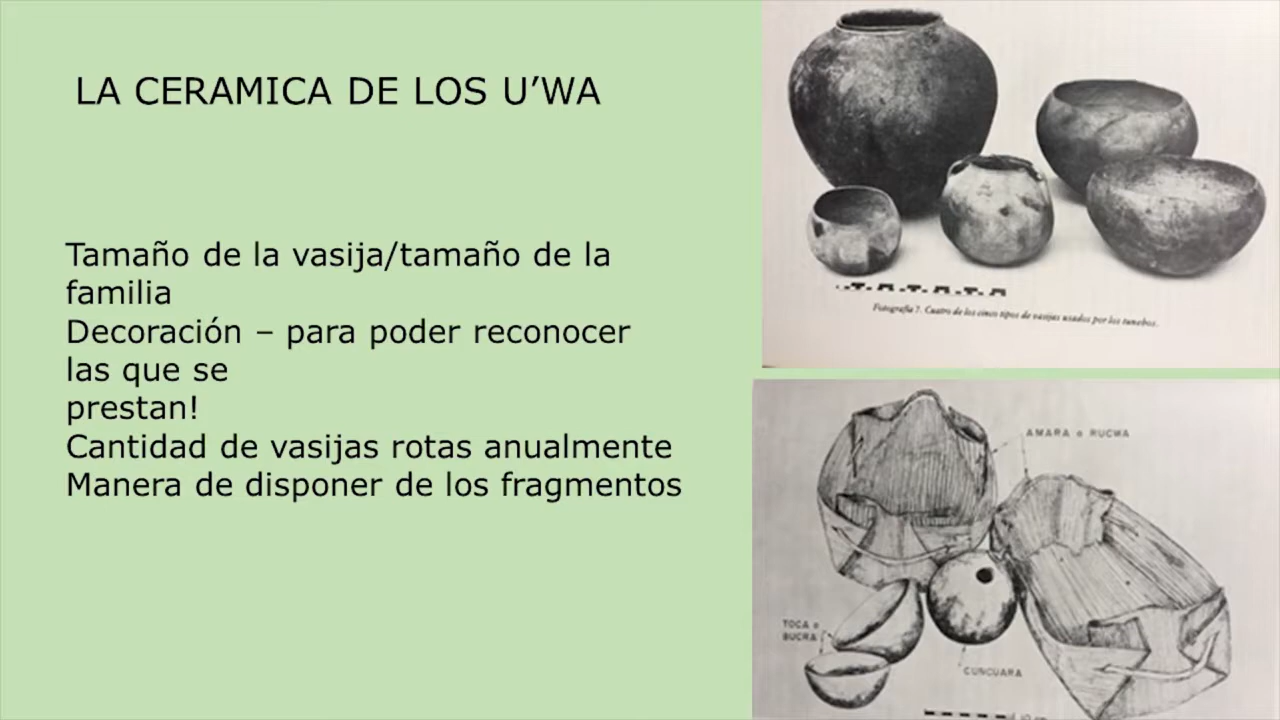 LA CERAMICA DE LOS U’WA
Tamaño de la vasija/tamaño de la
familia
Decoración – para poder reconocer
las que se
prestan!
Cantidad de vasijas rotas anualmente
Manera de disponer de los fragmentos
Fotografía 7. Cuatro de los cinco tipos de vasijas usados por los tunebos.
AMARA o RUCWA
TOCA o
BUCRA
CUNCUARA